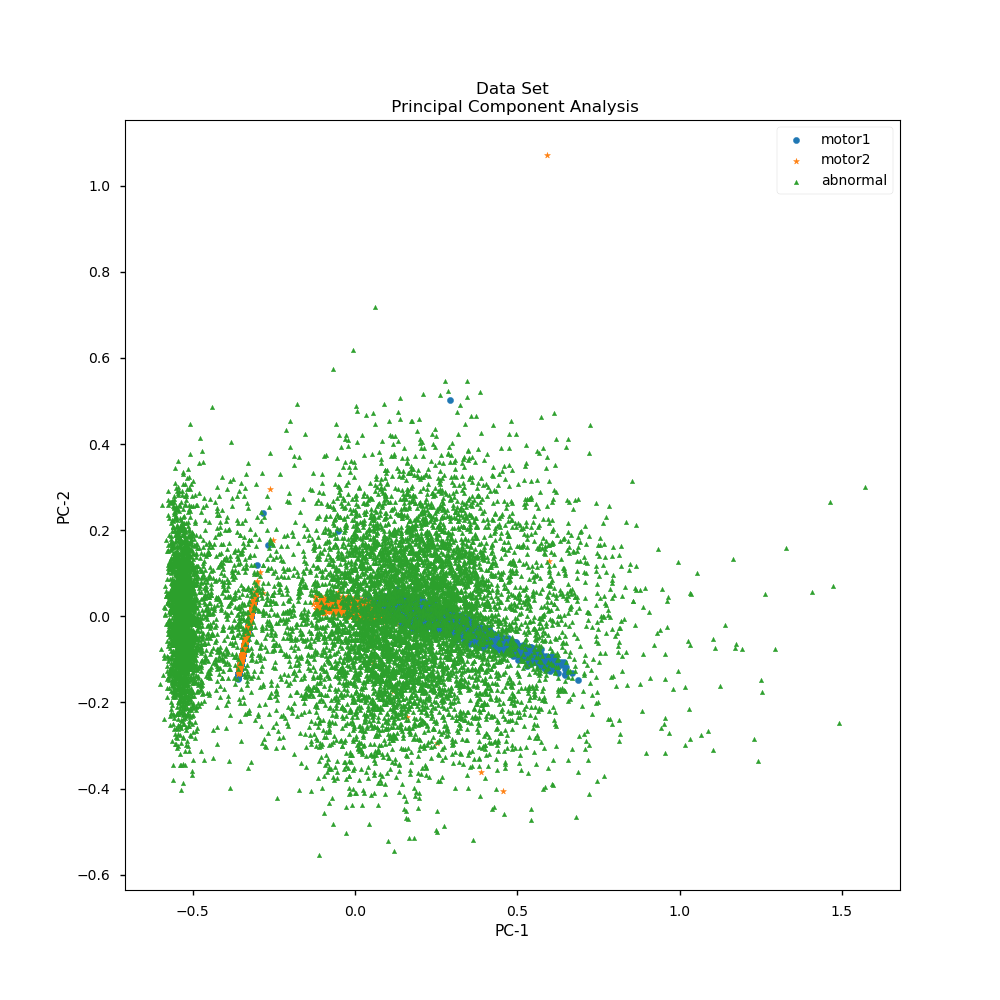 Data Set
Principal Component Analysis
motor1
motor2
abnormal
1.0
0.8
0.6
0.4
0.2
0.0
−0.2
−0.4
−0.6
PC-2
−0.5
0.0
0.5
1.0
1.5
PC-1